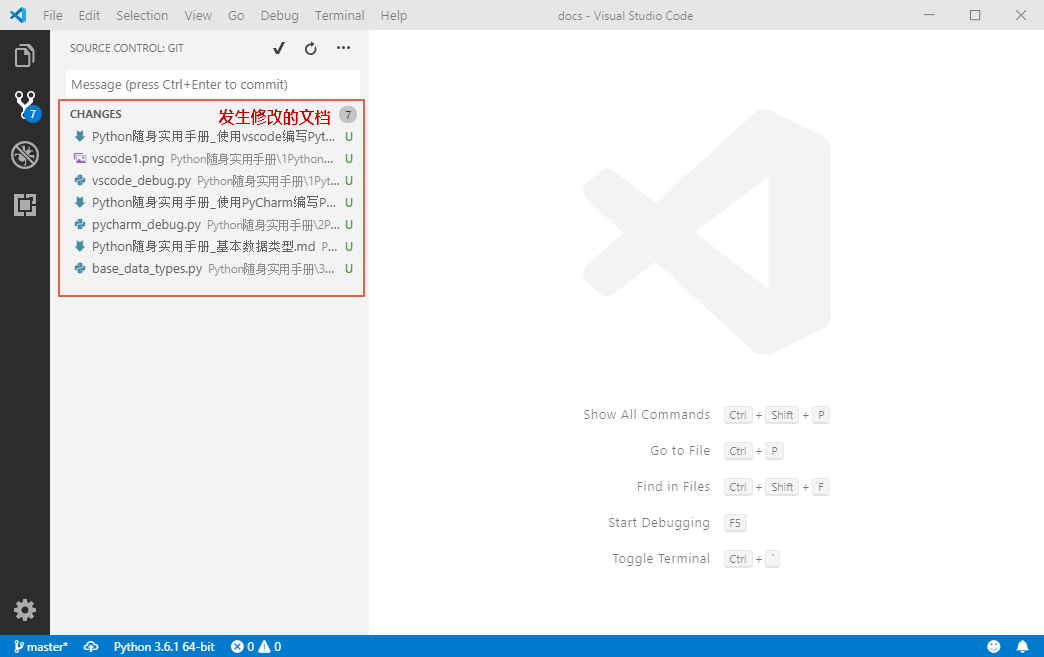 File Edit Selection View Go Debug Terminal Help docs - Visual Studio Code
SOURCE CONTROL: GIT
Message (press Ctrl+Enter to commit)
CHANGES 发生修改的文档 7
Python随身实用手册_使用vscode编写Pyt... U
vscode1.png Python随身实用手册\1Python... U
vscode_debug.py Python随身实用手册\1Pyt... U
Python随身实用手册_使用PyCharm编写P... U
pycharm_debug.py Python随身实用手册\2P... U
Python随身实用手册_基本数据类型.md P... U
base_data_types.py Python随身实用手册\3... U
7
Show All Commands Ctrl + Shift + P
Go to File Ctrl + P
Find in Files Ctrl + Shift + F
Start Debugging F5
Toggle Terminal Ctrl + `
master* Python 3.6.1 64-bit 0 0